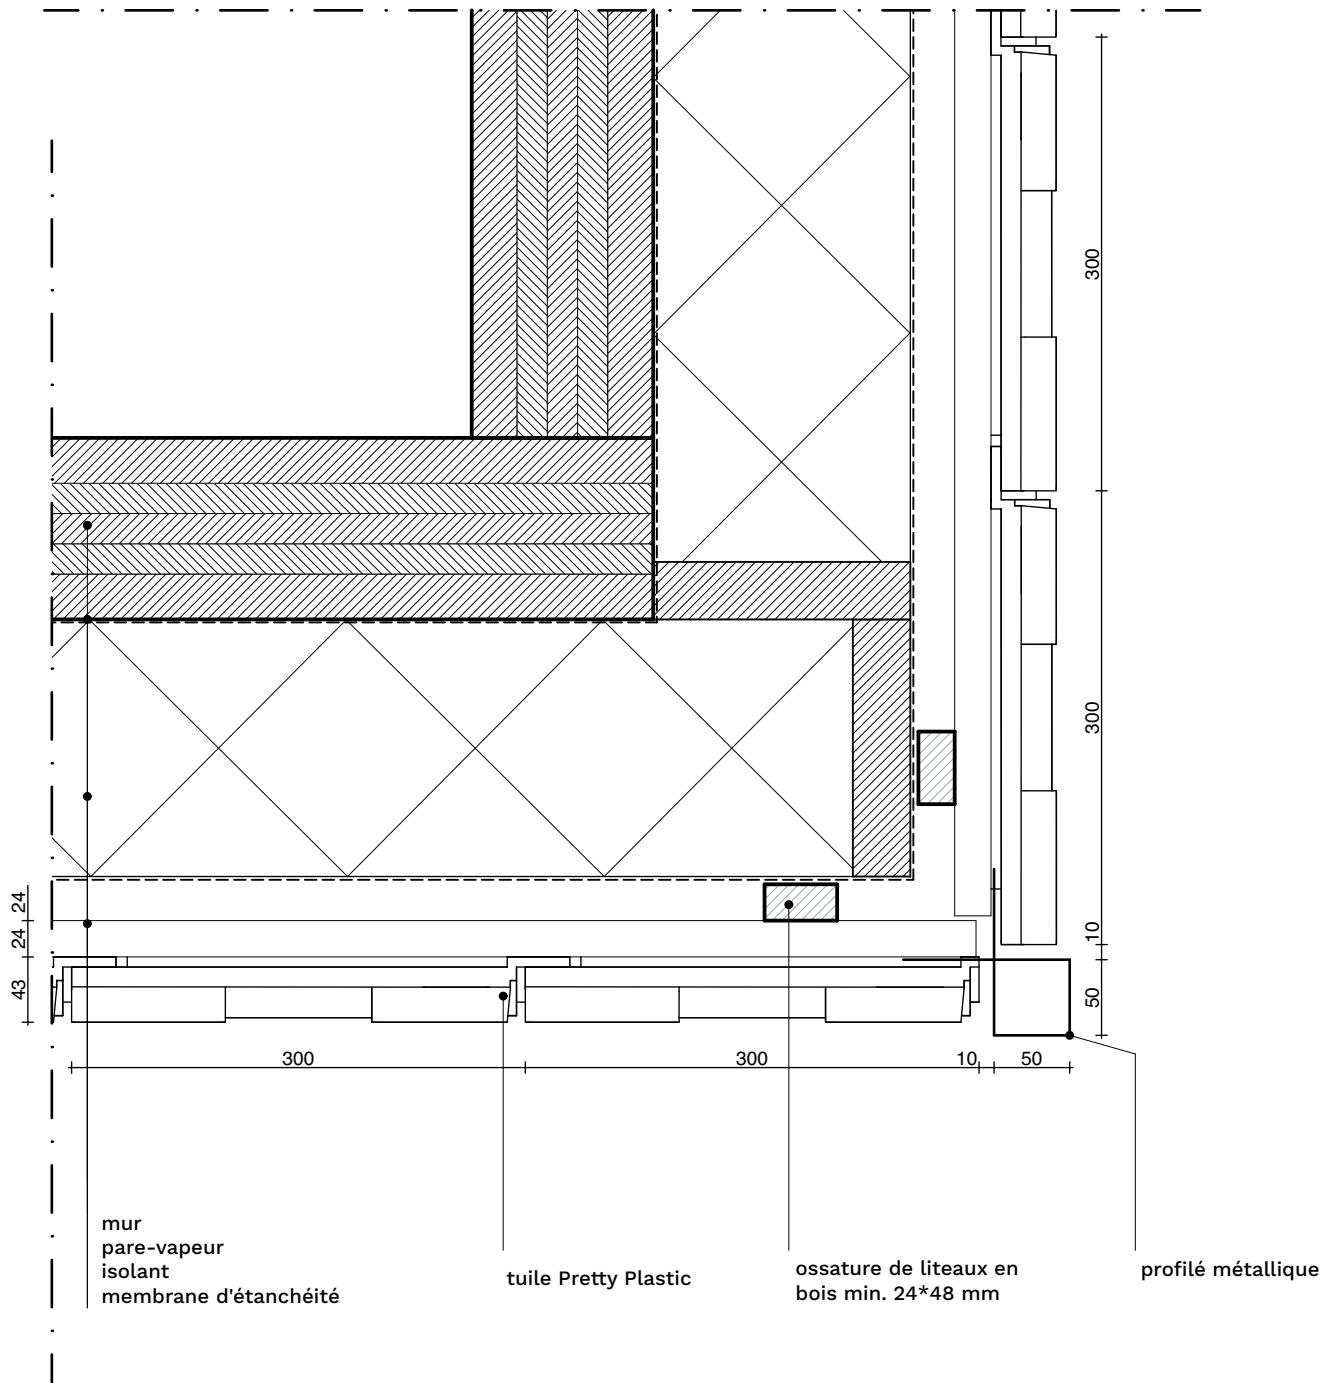 300
300
10
50
24
24
43
300
300
10
50
mur
pare-vapeur
isolant
membrane d'étanchéité
tuile Pretty Plastic
ossature de liteaux en
bois min. 24*48 mm
profilé métallique